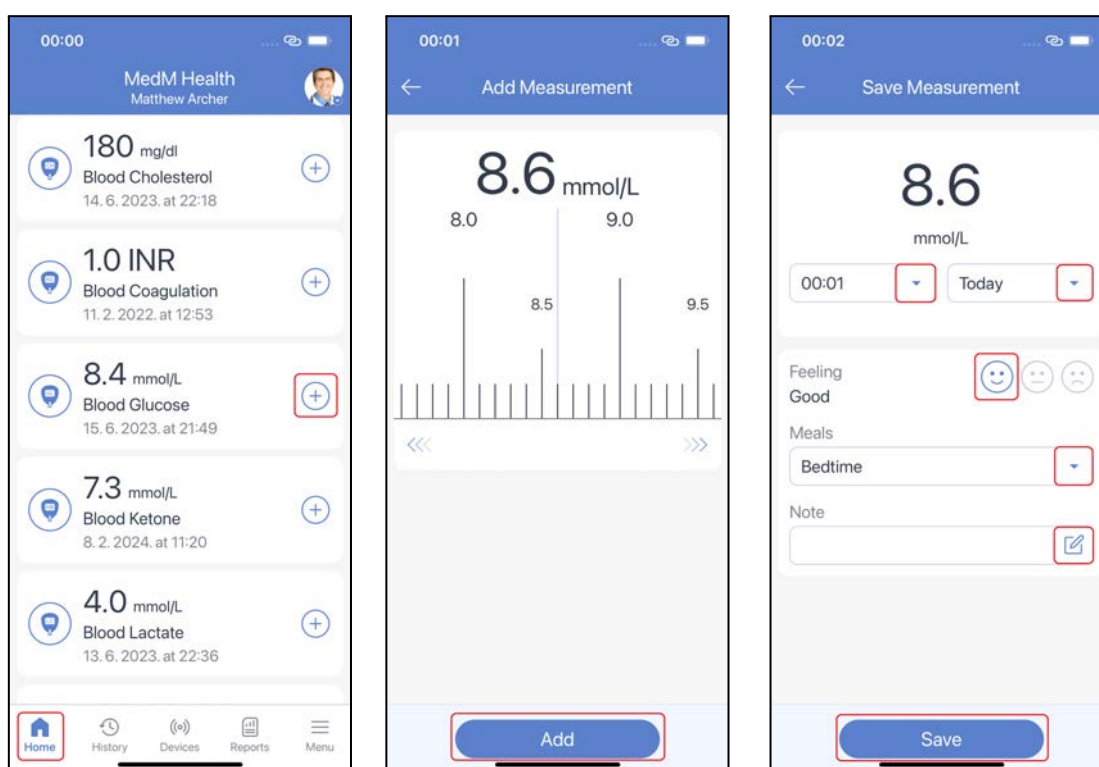 00:00
MedM Health
Matthew Archer
180 mg/dl
Blood Cholesterol
14. 6. 2023. at 22:18
1.0 INR
Blood Coagulation
11. 2. 2022. at 12:53
8.4 mmol/L
Blood Glucose
15. 6. 2023. at 21:49
7.3 mmol/L
Blood Ketone
8. 2. 2024. at 11:20
4.0 mmol/L
Blood Lactate
13. 6. 2023. at 22:36
Home History Devices Reports Menu
00:01
Add Measurement
8.6 mmol/L
8.0 9.0
8.5 9.5
Add
00:02
Save Measurement
8.6
mmol/L
00:01 Today
Feeling
Good
Meals
Bedtime
Note
Save